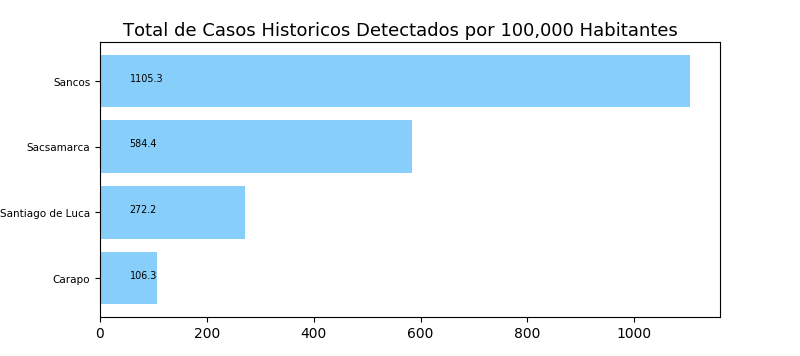 Total de Casos Historicos Detectados por 100,000 Habitantes
Sancos 1105.3
Sacsamarca 584.4
Santiago de Luca 272.2
Carapo 106.3
0 200 400 600 800 1000